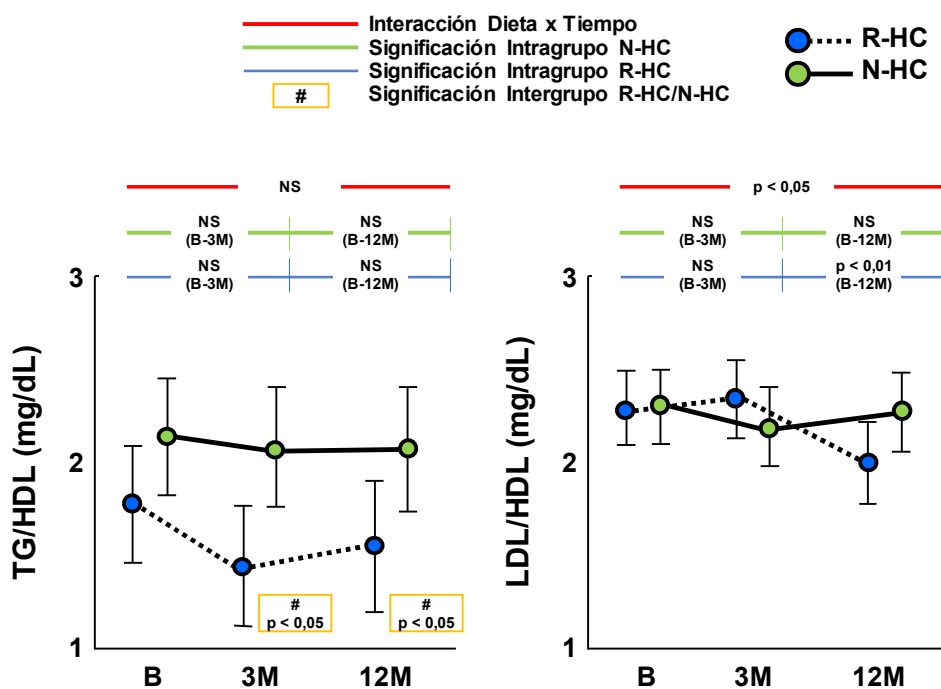 Interacción Dieta x Tiempo
Significación Intragrupo N-HC
Significación Intragrupo R-HC
# Significación Intergrupo R-HC/N-HC
R-HC
N-HC
NS
NS
(B-3M)
NS
(B-12M)
NS
(B-3M)
NS
(B-12M)
3
2
1
TG/HDL (mg/dL)
#
p < 0,05
#
p < 0,05
B 3M 12M
p < 0,05
NS
(B-3M)
NS
(B-12M)
NS
(B-3M)
p < 0,01
(B-12M)
3
2
1
LDL/HDL (mg/dL)
B 3M 12M